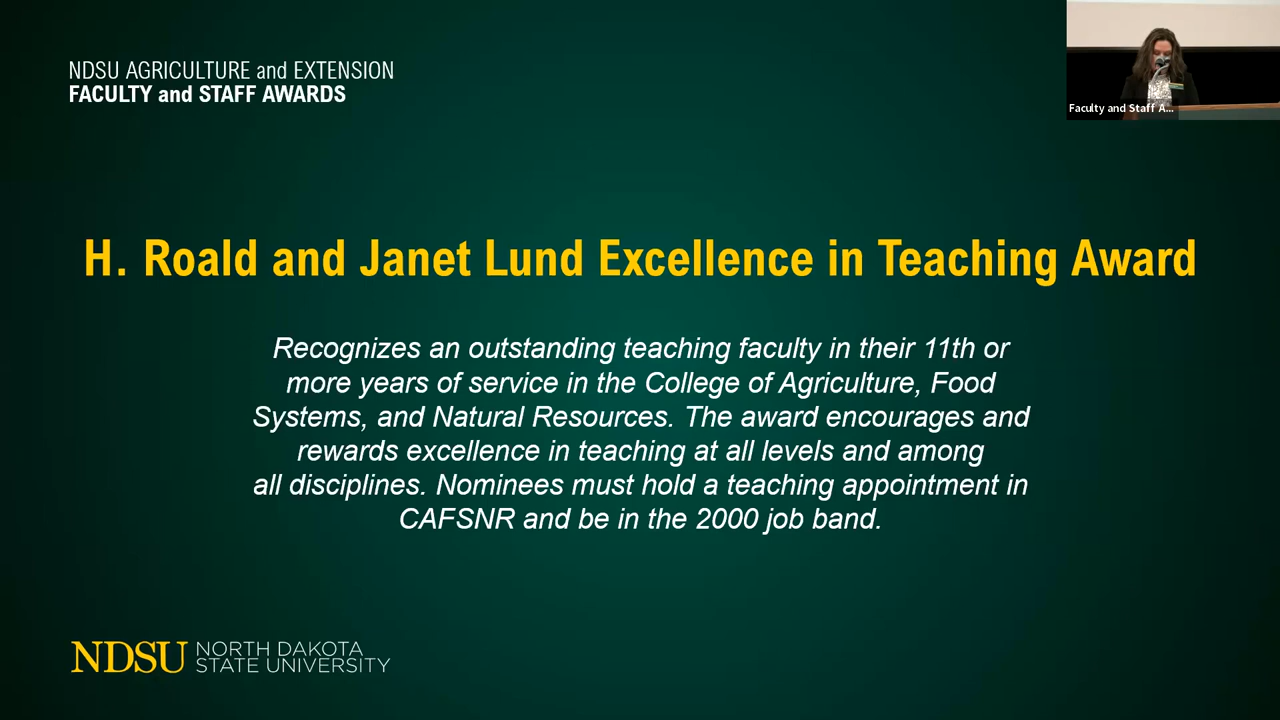 NDSU AGRICULTURE and EXTENSION
FACULTY and STAFF AWARDS
Faculty and Staff A...
H. Roald and Janet Lund Excellence in Teaching Award
Recognizes an outstanding teaching faculty in their 11th or
more years of service in the College of Agriculture, Food
Systems, and Natural Resources. The award encourages and
rewards excellence in teaching at all levels and among
all disciplines. Nominees must hold a teaching appointment in
CAFSNR and be in the 2000 job band.
NDSU NORTH DAKOTA
STATE UNIVERSITY